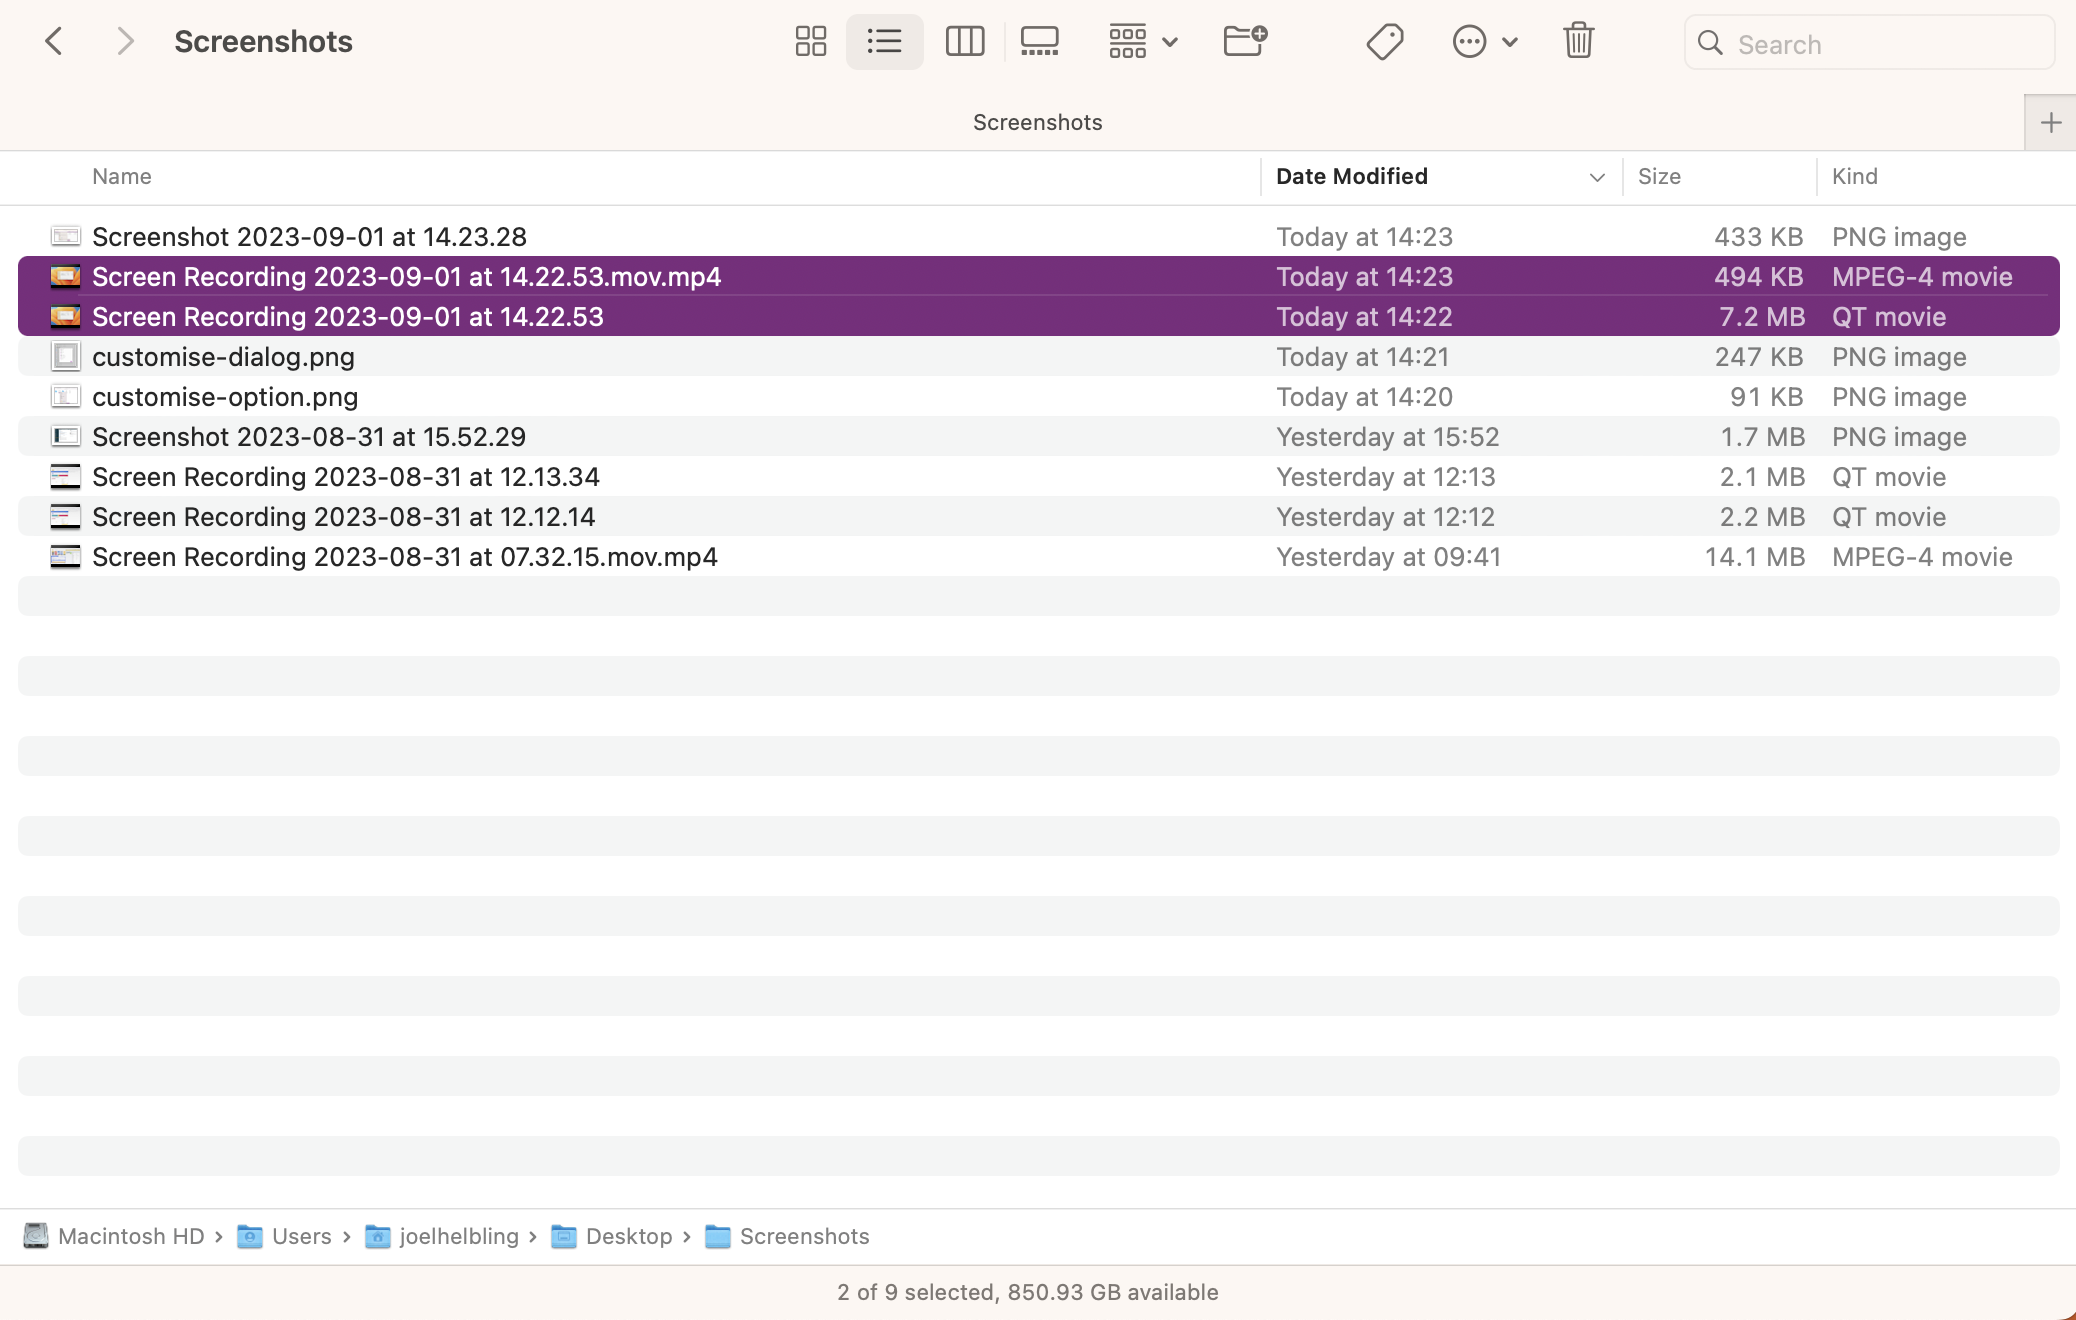 Screenshots
Search
Screenshots
Name Date Modified Size Kind
Screenshot 2023-09-01 at 14.23.28 Today at 14:23 433 KB PNG image
Screen Recording 2023-09-01 at 14.22.53.mov.mp4 Today at 14:23 494 KB MPEG-4 movie
Screen Recording 2023-09-01 at 14.22.53 Today at 14:22 7.2 MB QT movie
customise-dialog.png Today at 14:21 247 KB PNG image
customise-option.png Today at 14:20 91 KB PNG image
Screenshot 2023-08-31 at 15.52.29 Yesterday at 15:52 1.7 MB PNG image
Screen Recording 2023-08-31 at 12.13.34 Yesterday at 12:13 2.1 MB QT movie
Screen Recording 2023-08-31 at 12.12.14 Yesterday at 12:12 2.2 MB QT movie
Screen Recording 2023-08-31 at 07.32.15.mov.mp4 Yesterday at 09:41 14.1 MB MPEG-4 movie
Macintosh HD › Users › joelhelbling › Desktop › Screenshots
2 of 9 selected, 850.93 GB available